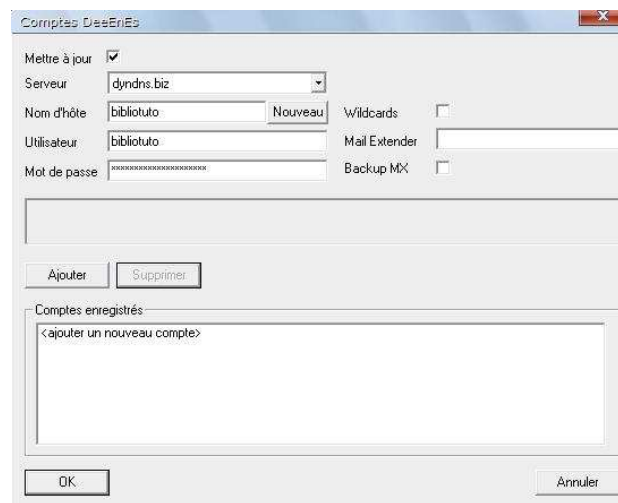 Comptes DeeEnEs
Mettre à jour
Serveur dyndns.biz
Nom d'hôte bibliotuto Nouveau Wildcards
Utilisateur bibliotuto Mail Extender
Mot de passe ******************** Backup MX
Ajouter Supprimer
Comptes enregistrés
<ajouter un nouveau compte>
OK Annuler